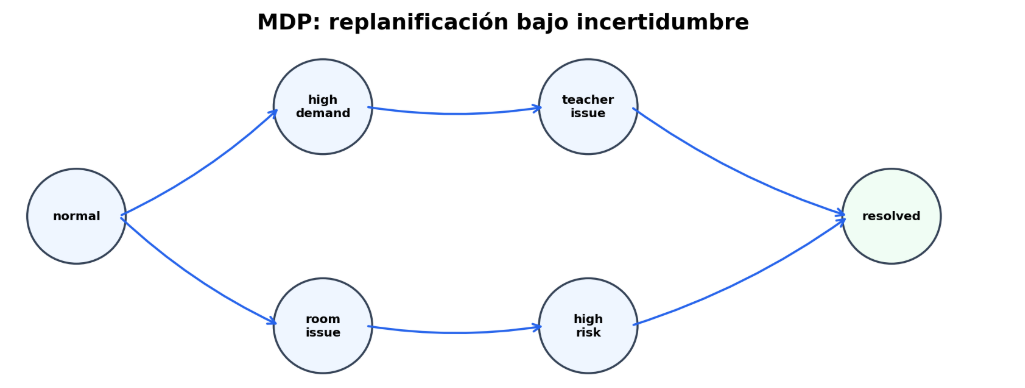 MDP: replanificación bajo incertidumbre
high
demand
teacher
issue
normal
resolved
room
issue
high
risk